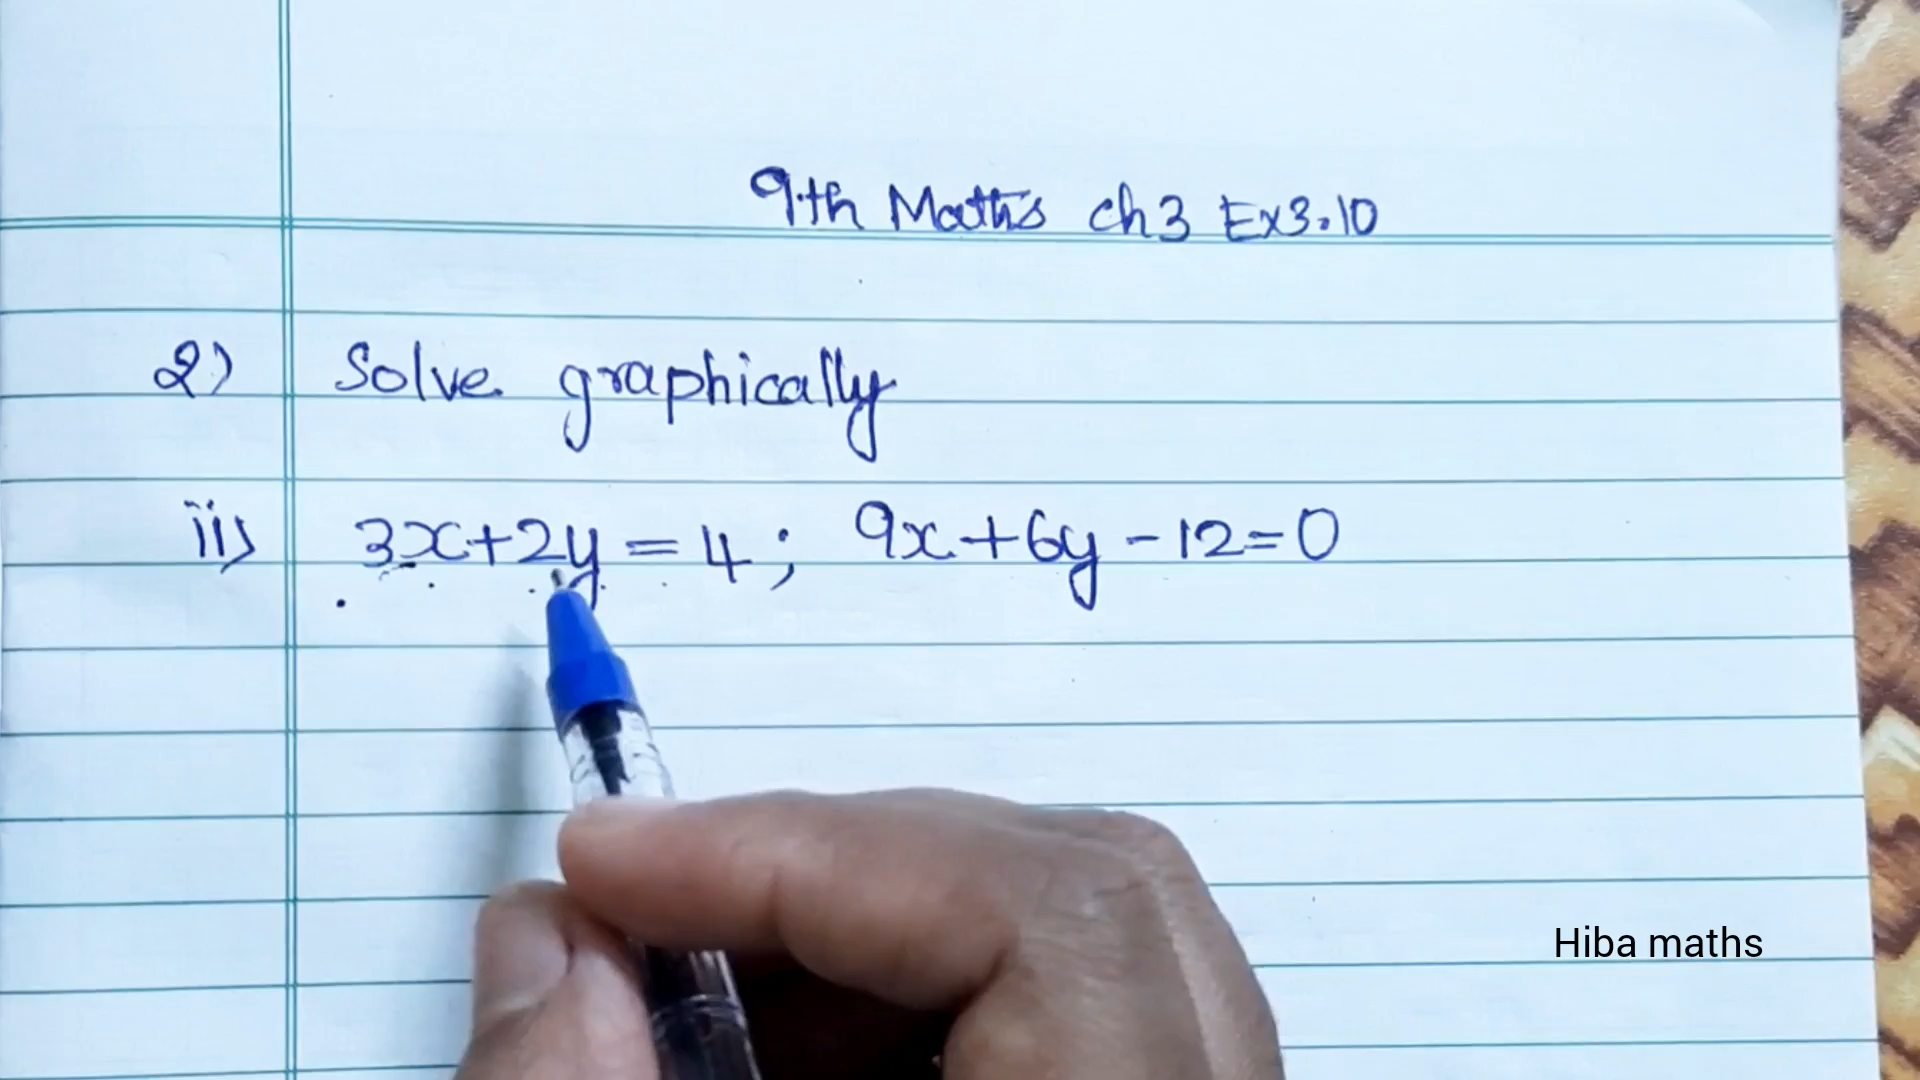 9th Maths ch3 Ex3.10
2) Solve graphically
ii) 3x+2y = 4; 9x+6y-12=0
Hiba maths